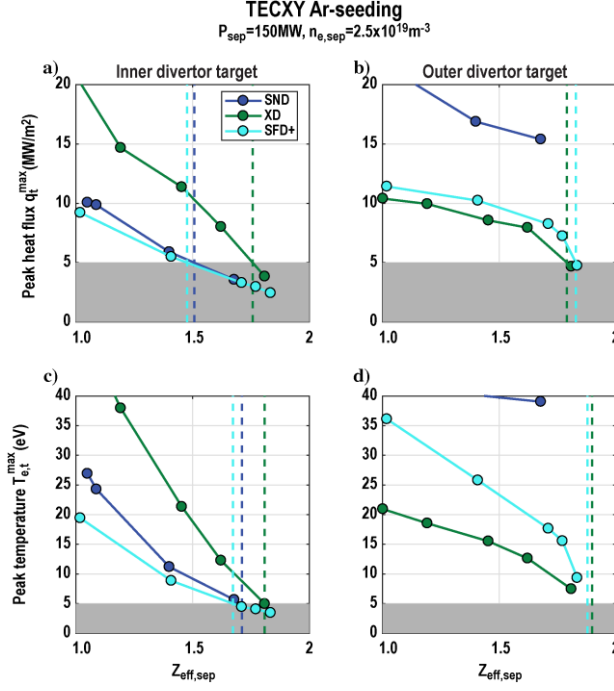 TECXY Ar-seeding
P_sep=150MW, n_e,sep=2.5x10^19m^-3
a) Inner divertor target
b) Outer divertor target
SND
XD
SFD+
Peak heat flux q_t^max (MW/m²)
20
15
10
5
0
1.0 1.5 2
20
15
10
5
0
1.0 1.5 2
c)
d)
Peak temperature T_e,t^max (eV)
40
35
30
25
20
15
10
5
0
1.0 1.5 2
Z_eff,sep
40
35
30
25
20
15
10
5
0
1.0 1.5 2
Z_eff,sep